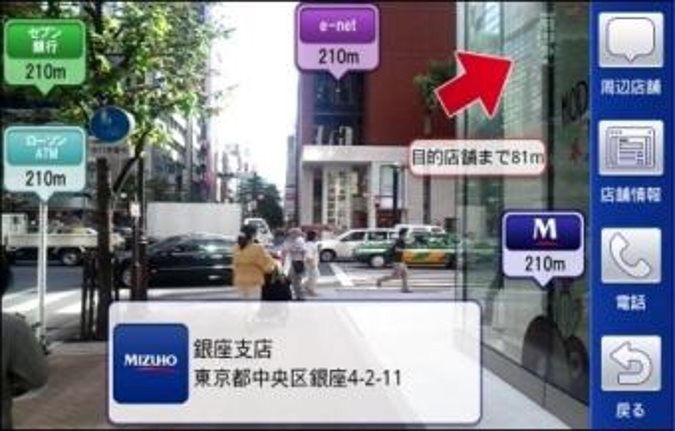 セブン
銀行
210m
e-net
210m
ローソン
ATM
210m
目的店舗まで81m
M
210m
MIZUHO
銀座支店
東京都中央区銀座4-2-11
周辺店舗
店舗情報
電話
戻る